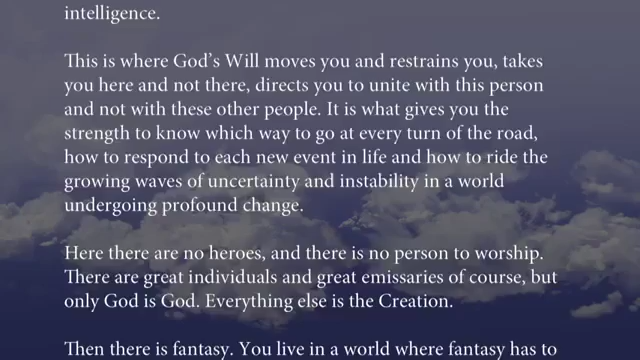 intelligence.
This is where God's Will moves you and restrains you, takes
you here and not there, directs you to unite with this person
and not with these other people. It is what gives you the
strength to know which way to go at every turn of the road,
how to respond to each new event in life and how to ride the
growing waves of uncertainty and instability in a world
undergoing profound change.
Here there are no heroes, and there is no person to worship.
There are great individuals and great emissaries of course, but
only God is God. Everything else is the Creation.
Then there is fantasy. You live in a world where fantasy has to